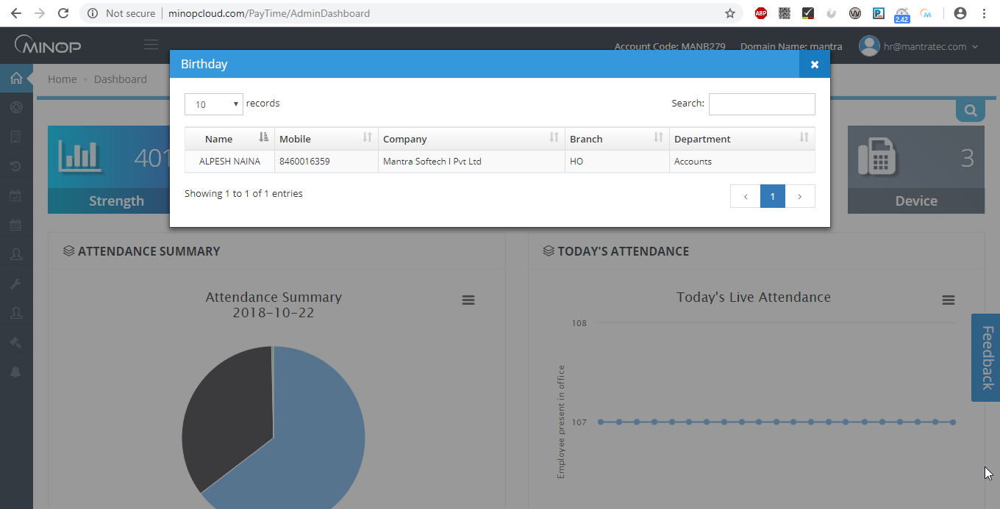 Not secure | minopcloud.com/PayTime/AdminDashboard
ABP
2.42
MINOP
Account Code: MANB279 Domain Name: mantra hr@mantratec.com
Birthday
Home Dashboard
10 records Search:
Name Mobile Company Branch Department
ALPESH NAINA 8460016359 Mantra Softech I Pvt Ltd HO Accounts
Showing 1 to 1 of 1 entries
1
401
Strength
3
Device
ATTENDANCE SUMMARY
Attendance Summary
2018-10-22
TODAY'S ATTENDANCE
Today's Live Attendance
108
107
Employee present in office
Feedback